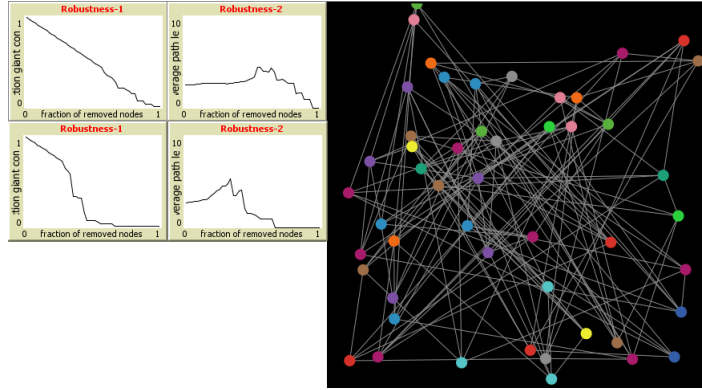 Robustness-1
1
tion giant con
0
0
fraction of removed nodes
1
Robustness-2
10
verage path le
0
0
fraction of removed nodes
1
Robustness-1
1
tion giant con
0
0
fraction of removed nodes
1
Robustness-2
10
verage path le
0
0
fraction of removed nodes
1